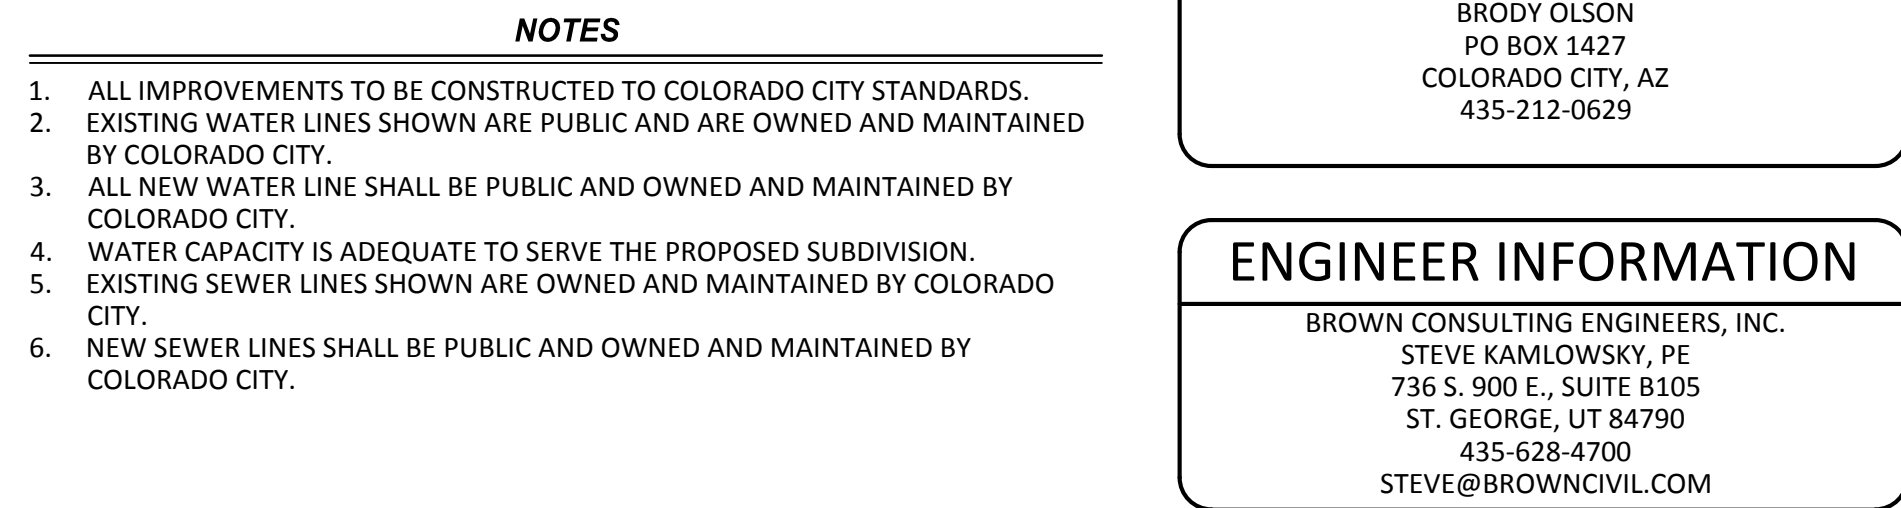 NOTES
1. ALL IMPROVEMENTS TO BE CONSTRUCTED TO COLORADO CITY STANDARDS.
2. EXISTING WATER LINES SHOWN ARE PUBLIC AND ARE OWNED AND MAINTAINED
BY COLORADO CITY.
3. ALL NEW WATER LINE SHALL BE PUBLIC AND OWNED AND MAINTAINED BY
COLORADO CITY.
4. WATER CAPACITY IS ADEQUATE TO SERVE THE PROPOSED SUBDIVISION.
5. EXISTING SEWER LINES SHOWN ARE OWNED AND MAINTAINED BY COLORADO
CITY.
6. NEW SEWER LINES SHALL BE PUBLIC AND OWNED AND MAINTAINED BY
COLORADO CITY.
BRODY OLSON
PO BOX 1427
COLORADO CITY, AZ
435-212-0629
ENGINEER INFORMATION
BROWN CONSULTING ENGINEERS, INC.
STEVE KAMLOWSKY, PE
736 S. 900 E., SUITE B105
ST. GEORGE, UT 84790
435-628-4700
STEVE@BROWNCIVIL.COM